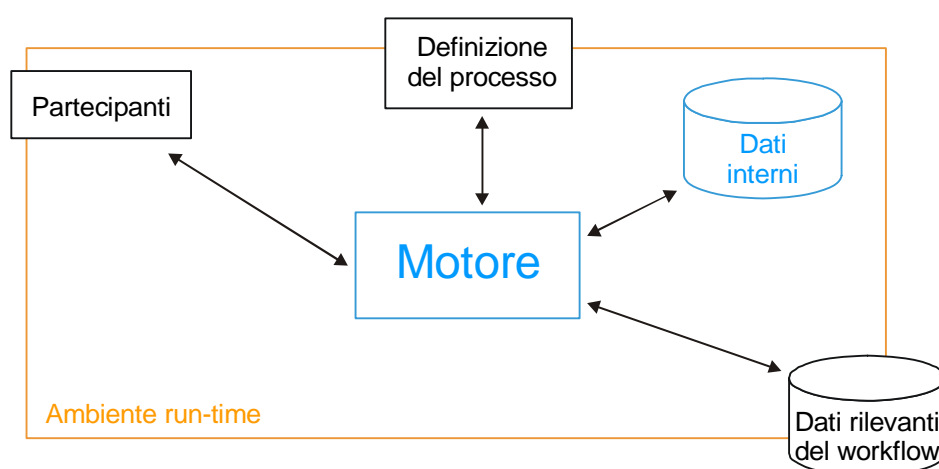 Definizione
del processo
Partecipanti
Dati
interni
Motore
Ambiente run-time
Dati rilevanti
del workflow